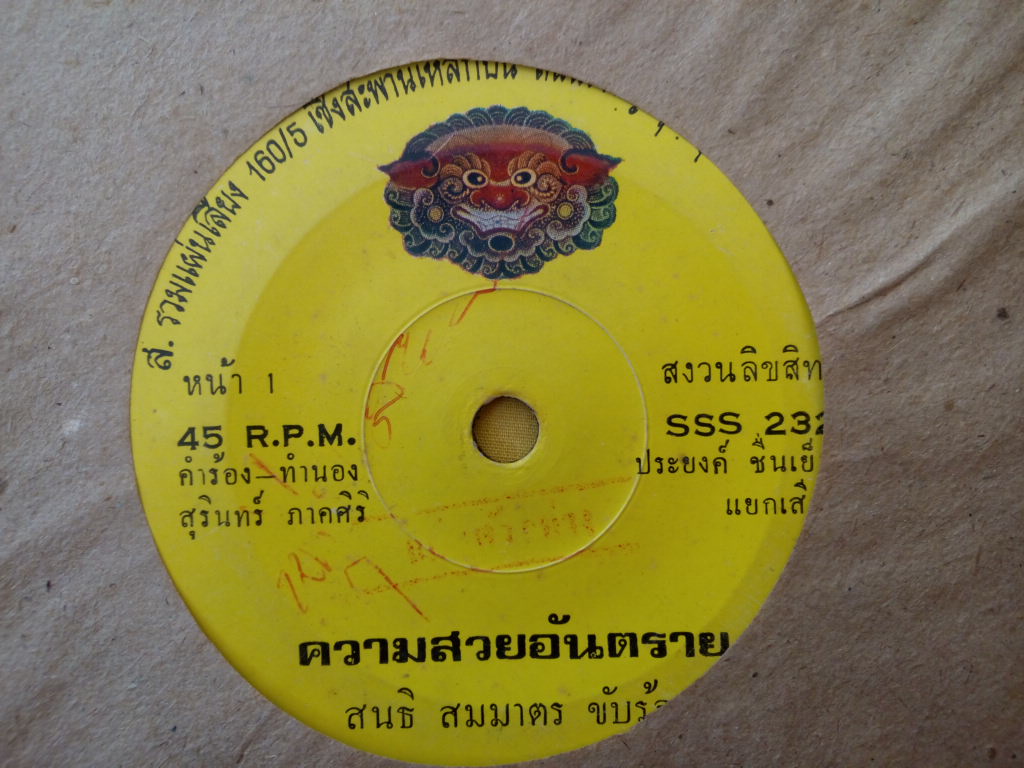 ส. รวมแผ่นเสียง 160/5 เชิงสะพานเหล็กบน
หน้า 1
สงวนลิขสิท
45 R.P.M.
SSS 232
คำร้อง–ทำนอง
ประยงค์ ชื่นเย็
สุรินทร์ ภาคศิริ
แยกเสี
ความสวยอันตราย
สนธิ สมมาตร ขับร้อ